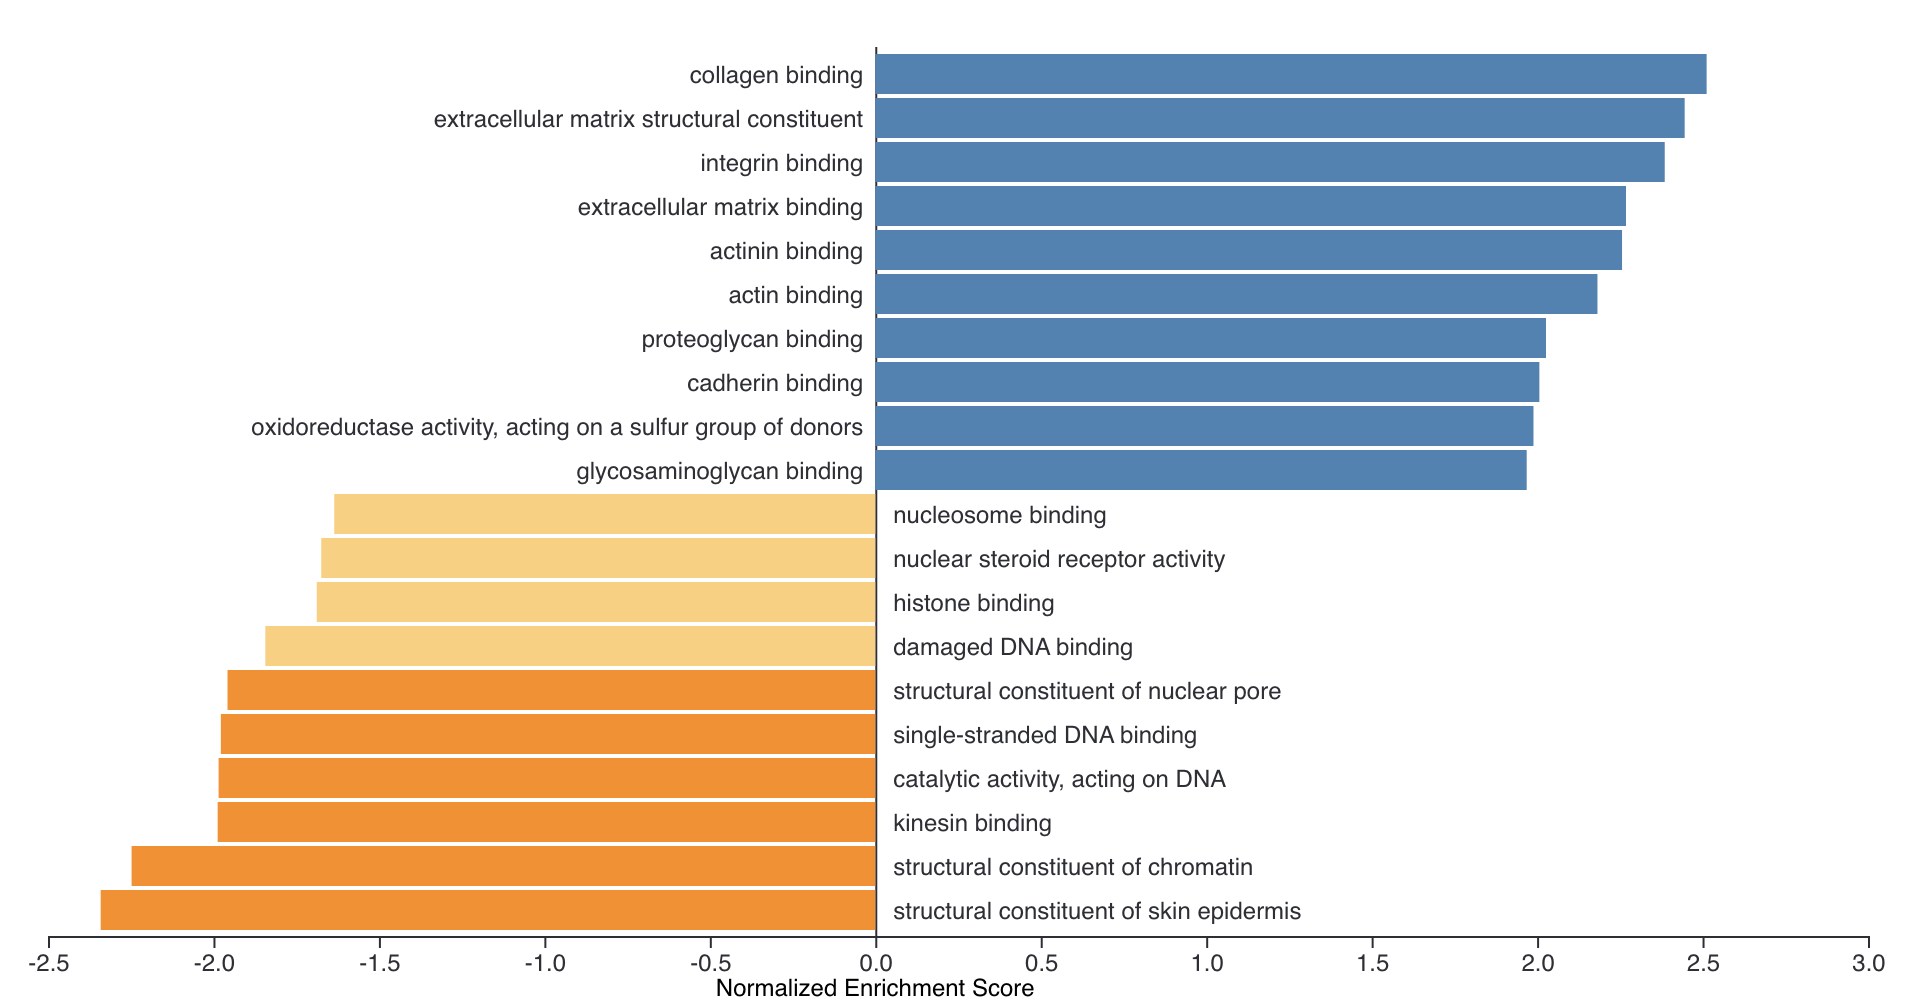 collagen binding
extracellular matrix structural constituent
integrin binding
extracellular matrix binding
actinin binding
actin binding
proteoglycan binding
cadherin binding
oxidoreductase activity, acting on a sulfur group of donors
glycosaminoglycan binding
nucleosome binding
nuclear steroid receptor activity
histone binding
damaged DNA binding
structural constituent of nuclear pore
single-stranded DNA binding
catalytic activity, acting on DNA
kinesin binding
structural constituent of chromatin
structural constituent of skin epidermis
-2.5 -2.0 -1.5 -1.0 -0.5 0.0 0.5 1.0 1.5 2.0 2.5 3.0
Normalized Enrichment Score